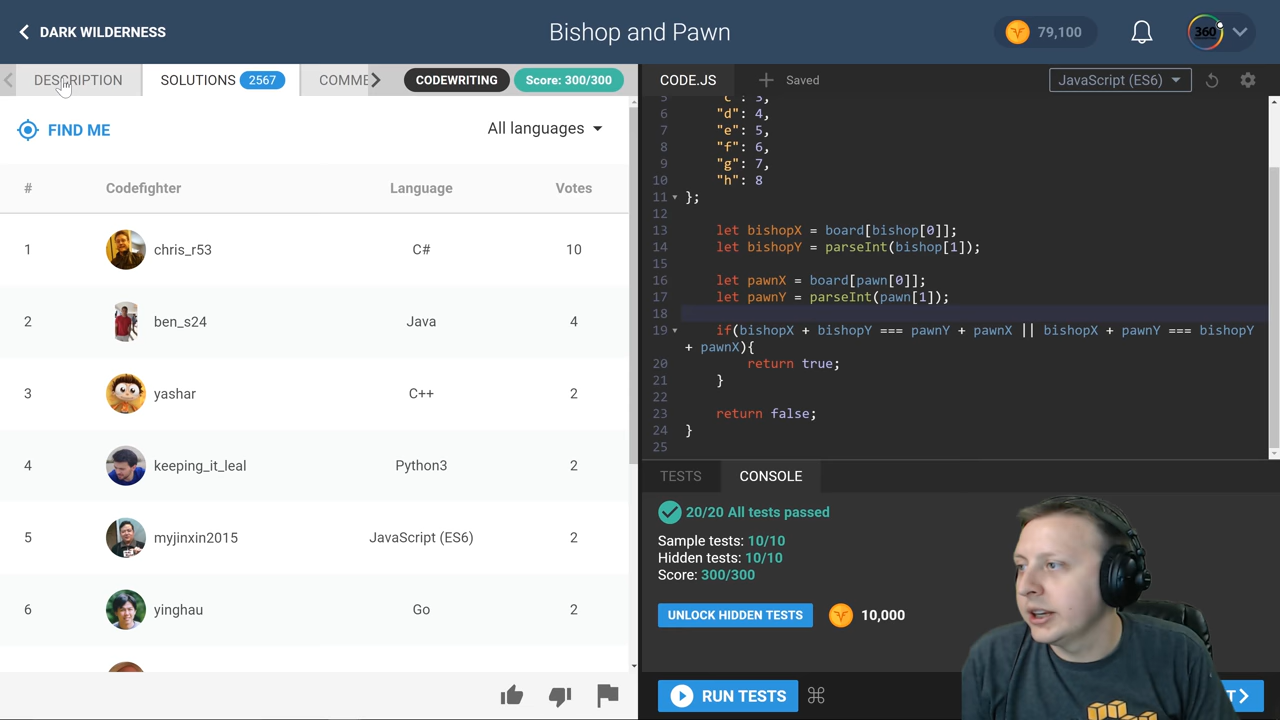 DARK WILDERNESS
Bishop and Pawn
79,100
360
DESCRIPTION
SOLUTIONS 2567
COMME
CODEWRITING
Score: 300/300
FIND ME
All languages
# Codefighter Language Votes
1 chris_r53 C# 10
2 ben_s24 Java 4
3 yashar C++ 2
4 keeping_it_leal Python3 2
5 myjinxin2015 JavaScript (ES6) 2
6 yinghau Go 2
CODE.JS
Saved
JavaScript (ES6)
5 "c": 3,
6 "d": 4,
7 "e": 5,
8 "f": 6,
9 "g": 7,
10 "h": 8
11 };
12
13 let bishopX = board[bishop[0]];
14 let bishopY = parseInt(bishop[1]);
15
16 let pawnX = board[pawn[0]];
17 let pawnY = parseInt(pawn[1]);
18
19 if(bishopX + bishopY === pawnY + pawnX || bishopX + pawnY === bishopY
+ pawnX){
20 return true;
21 }
22
23 return false;
24 }
25
TESTS
CONSOLE
20/20 All tests passed
Sample tests: 10/10
Hidden tests: 10/10
Score: 300/300
UNLOCK HIDDEN TESTS
10,000
RUN TESTS
⌘
T